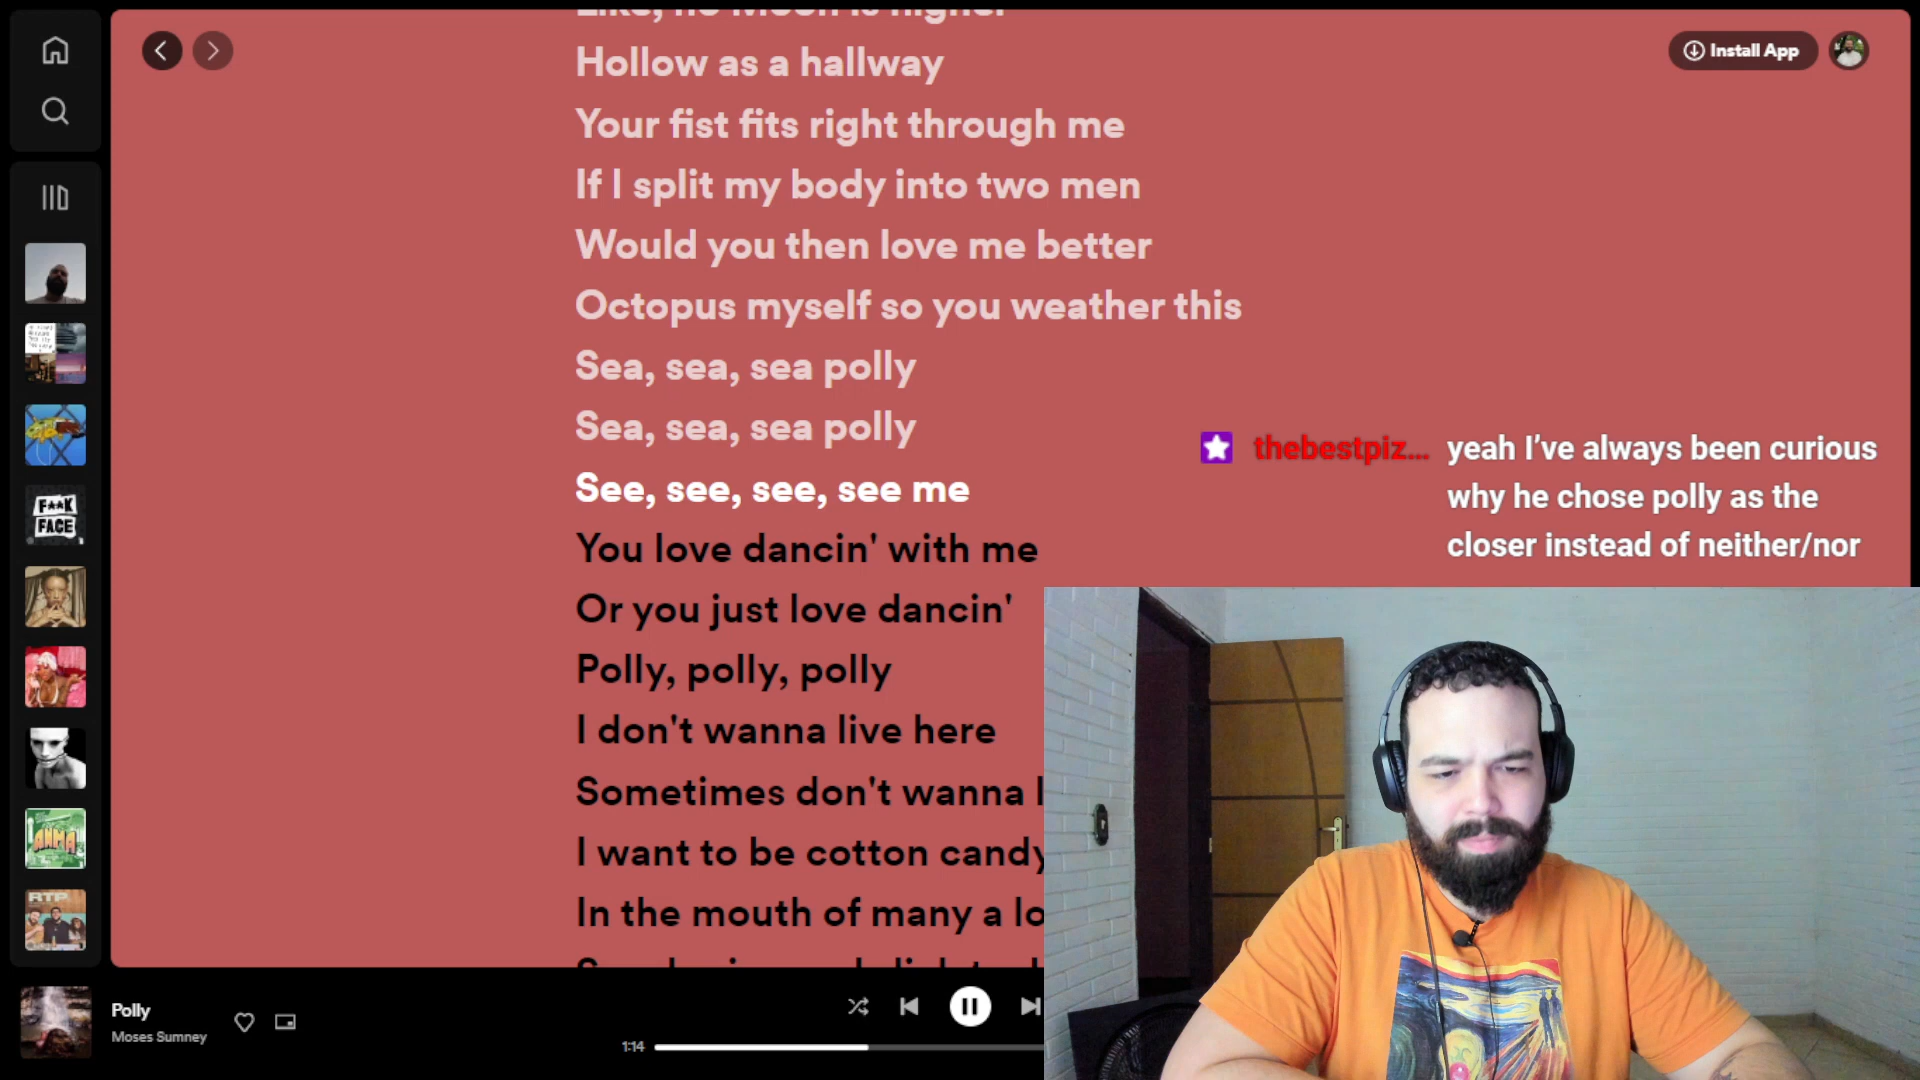 Hollow as a hallway
Your fist fits right through me
If I split my body into two men
Would you then love me better
Octopus myself so you weather this
Sea, sea, sea polly
Sea, sea, sea polly
See, see, see, see me
You love dancin' with me
Or you just love dancin'
Polly, polly, polly
I don't wanna live here
Sometimes don't wanna
I want to be cotton candy
In the mouth of many a
Install App
thebestpiz... yeah I've always been curious
why he chose polly as the
closer instead of neither/nor
F**K
FACE
ANMA
RTP
Polly
Moses Sumney
1:14